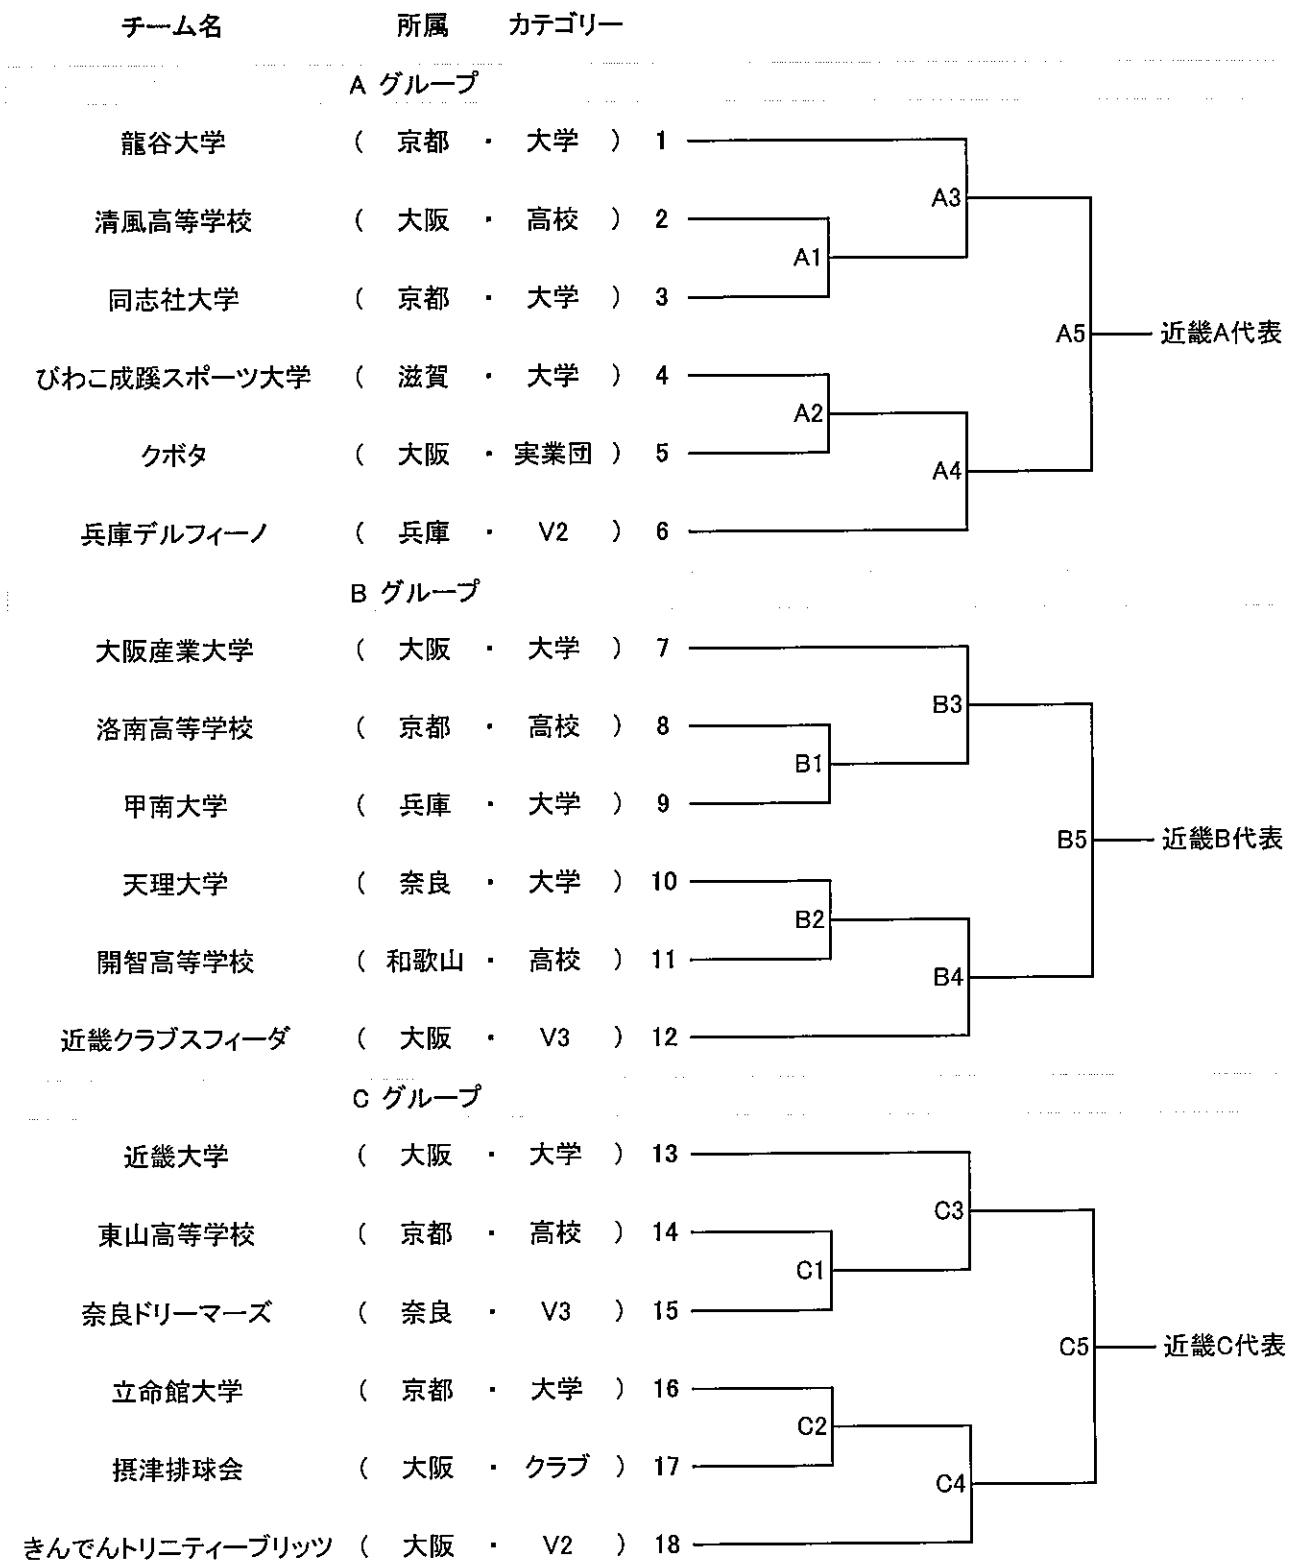 チーム名 所属 カテゴリー
A グループ
龍谷大学 ( 京都 ・ 大学 ) 1
A3
清風高等学校 ( 大阪 ・ 高校 ) 2
A1
同志社大学 ( 京都 ・ 大学 ) 3
A5 近畿A代表
びわこ成蹊スポーツ大学 ( 滋賀 ・ 大学 ) 4
A2
クボタ ( 大阪 ・ 実業団 ) 5
A4
兵庫デルフィーノ ( 兵庫 ・ V2 ) 6
B グループ
大阪産業大学 ( 大阪 ・ 大学 ) 7
B3
洛南高等学校 ( 京都 ・ 高校 ) 8
B1
甲南大学 ( 兵庫 ・ 大学 ) 9
B5 近畿B代表
天理大学 ( 奈良 ・ 大学 ) 10
B2
開智高等学校 ( 和歌山 ・ 高校 ) 11
B4
近畿クラブスフィーダ ( 大阪 ・ V3 ) 12
C グループ
近畿大学 ( 大阪 ・ 大学 ) 13
C3
東山高等学校 ( 京都 ・ 高校 ) 14
C1
奈良ドリーマーズ ( 奈良 ・ V3 ) 15
C5 近畿C代表
立命館大学 ( 京都 ・ 大学 ) 16
C2
摂津排球会 ( 大阪 ・ クラブ ) 17
C4
きんでんトリニティーブリッツ ( 大阪 ・ V2 ) 18